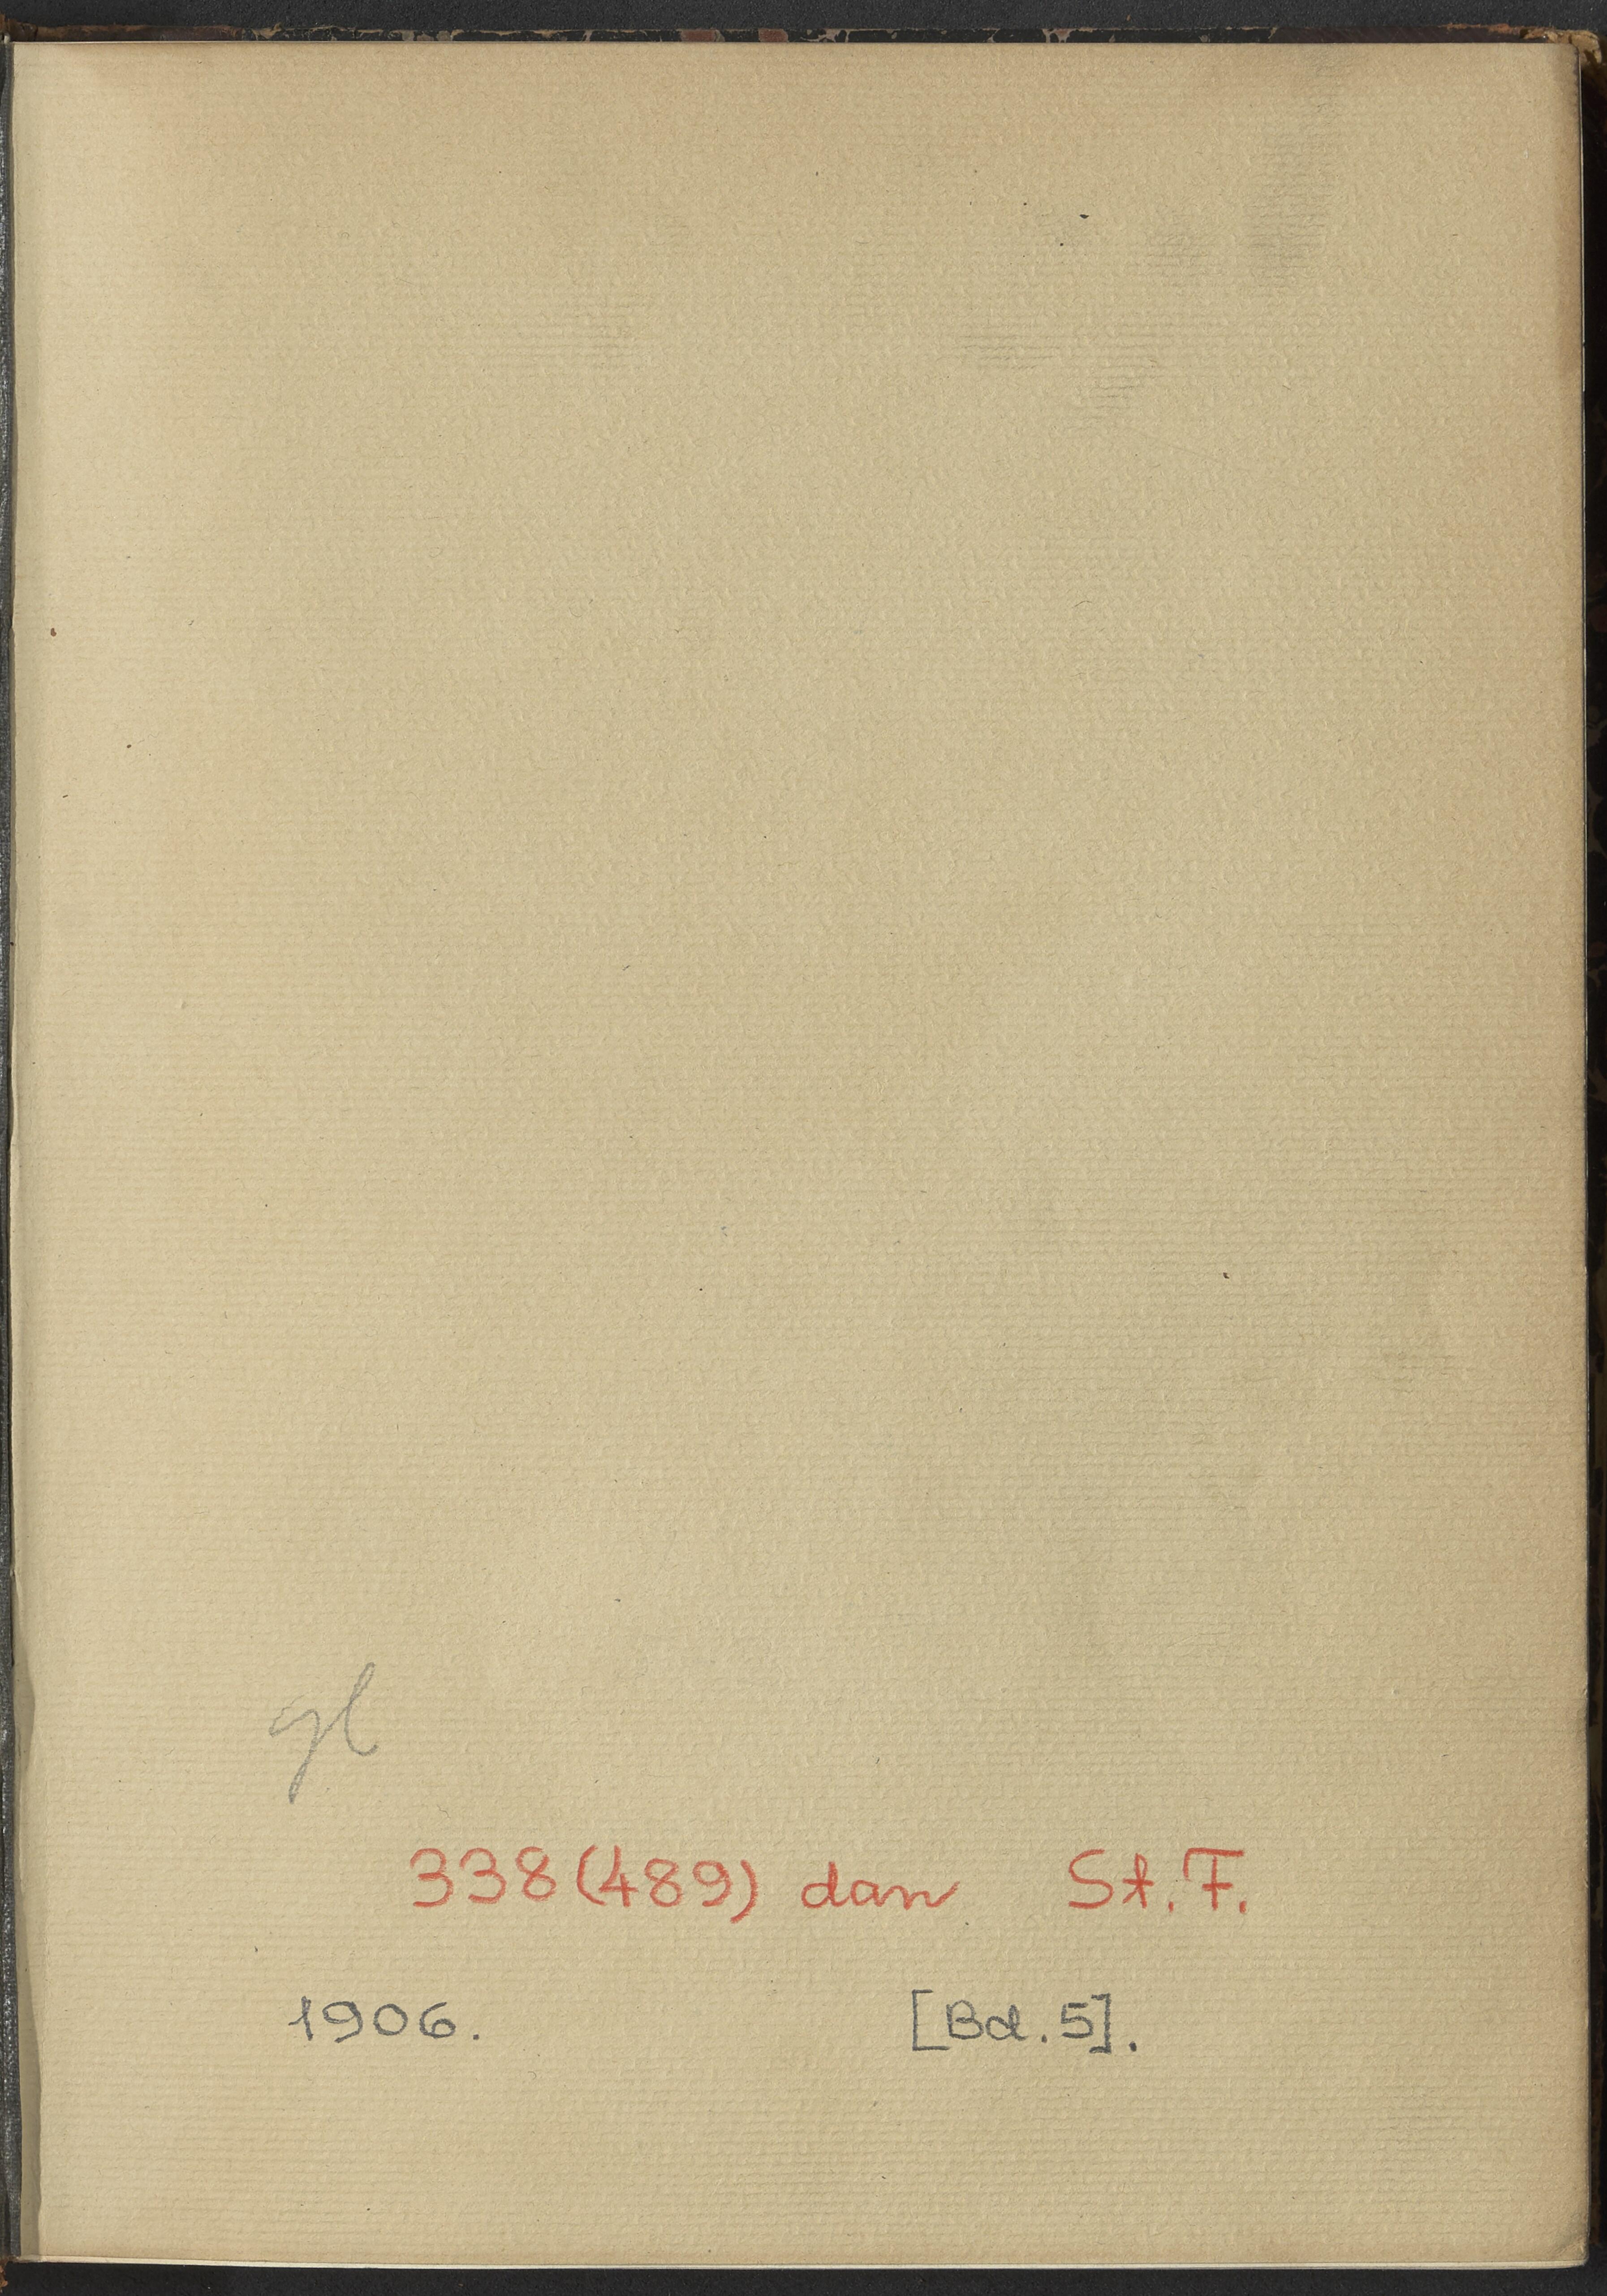 gl
338(489) dan St. F.
1906. [Bd. 5].